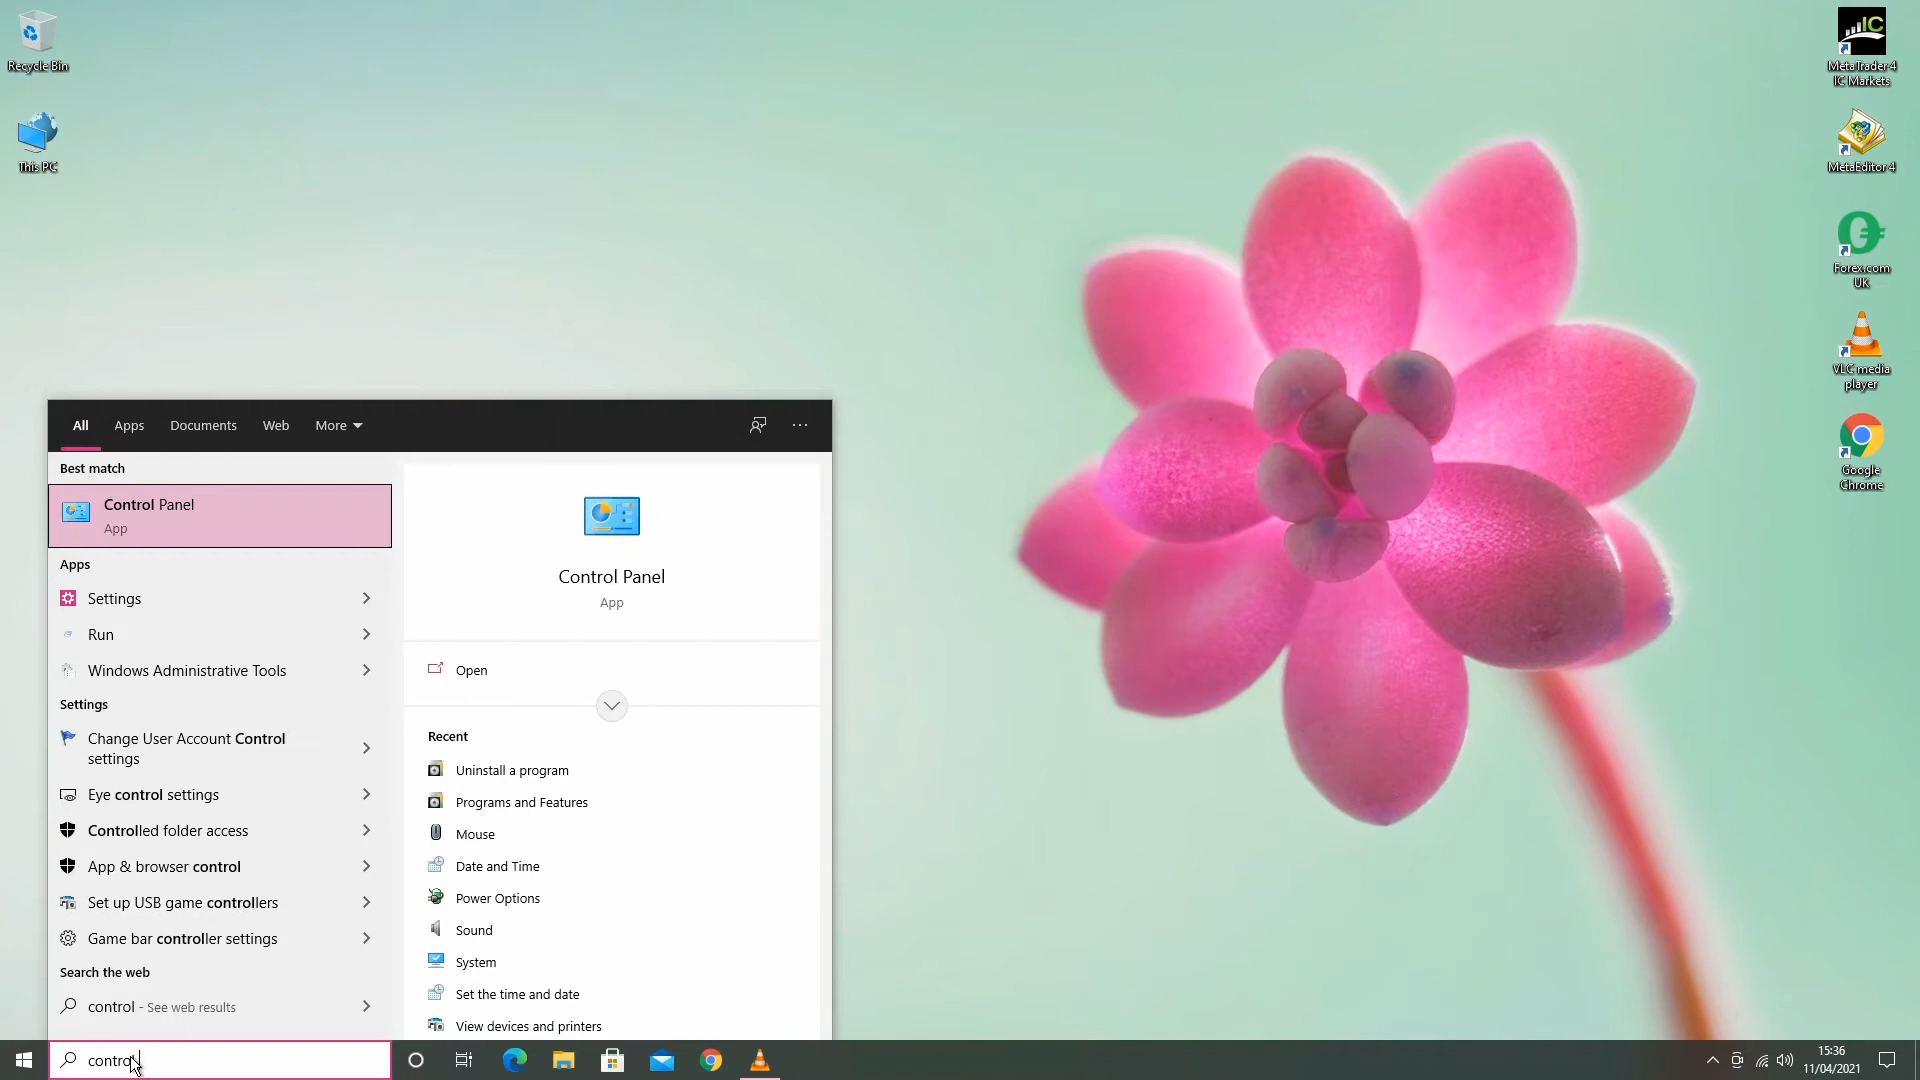 Recycle Bin
This PC
MetaTrader 4
IC Markets
MetaEditor 4
Forex.com
UK
VLC media
player
Google
Chrome
All Apps Documents Web More
Best match
Control Panel
App
Apps
Settings
Run
Windows Administrative Tools
Settings
Change User Account Control
settings
Eye control settings
Controlled folder access
App & browser control
Set up USB game controllers
Game bar controller settings
Search the web
control - See web results
Control Panel
App
Open
Recent
Uninstall a program
Programs and Features
Mouse
Date and Time
Power Options
Sound
System
Set the time and date
View devices and printers
control
15:36
11/04/2021
IC